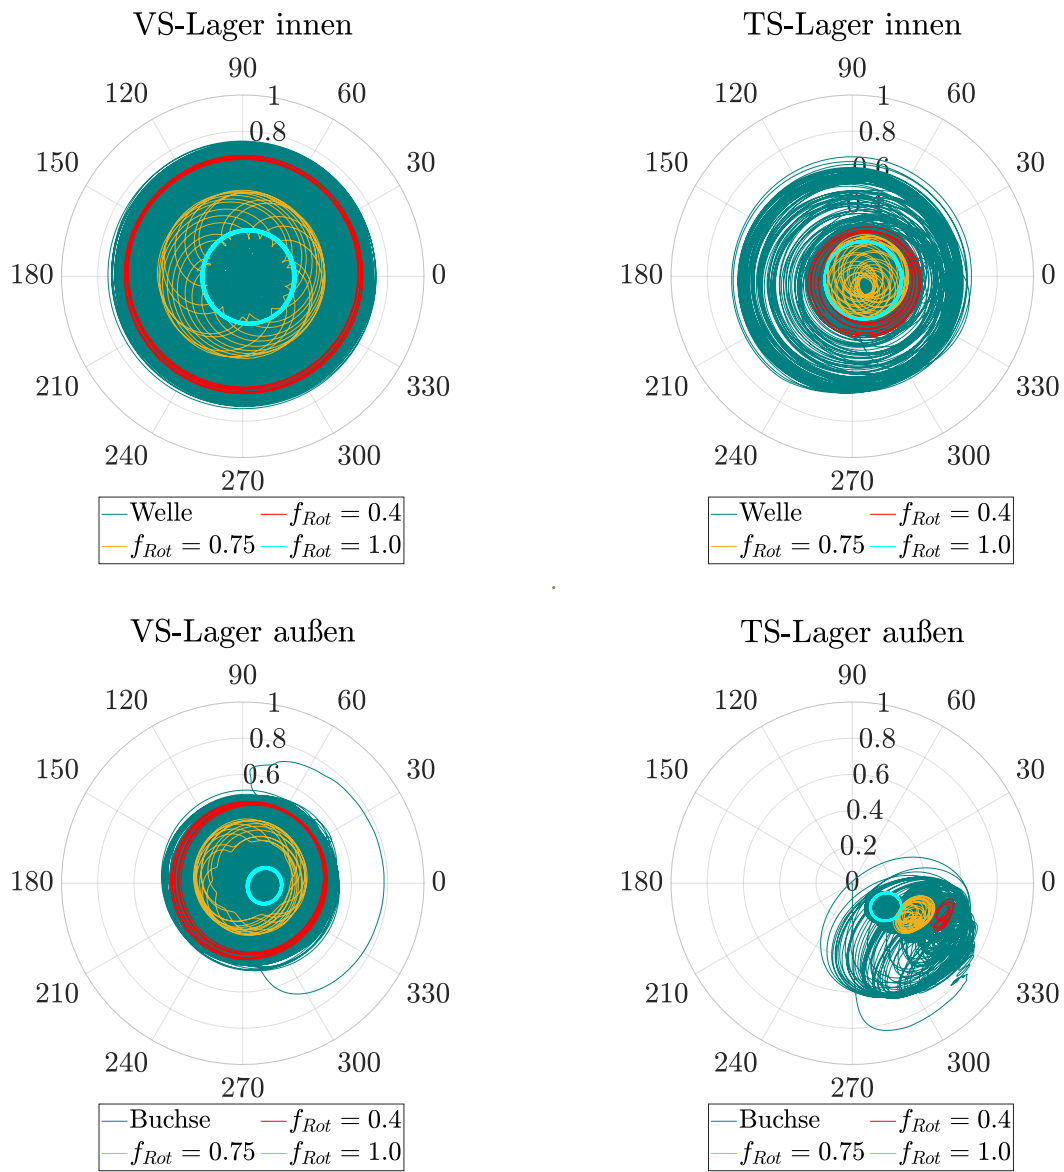 VS-Lager innen
90
120 1 60
0.8
150 30
180 0
210 330
240 300
270
Welle f_Rot = 0.4
f_Rot = 0.75 f_Rot = 1.0
TS-Lager innen
90
120 1 60
0.8
150 0.6 30
180 0
210 330
240 300
270
Welle f_Rot = 0.4
f_Rot = 0.75 f_Rot = 1.0
VS-Lager außen
90
120 1 60
0.8
150 0.6 30
180 0
210 330
240 300
270
Buchse f_Rot = 0.4
f_Rot = 0.75 f_Rot = 1.0
TS-Lager außen
90
120 1 60
0.8
150 0.6 30
0.4
0.2
180 0 0
210 330
240 300
270
Buchse f_Rot = 0.4
f_Rot = 0.75 f_Rot = 1.0